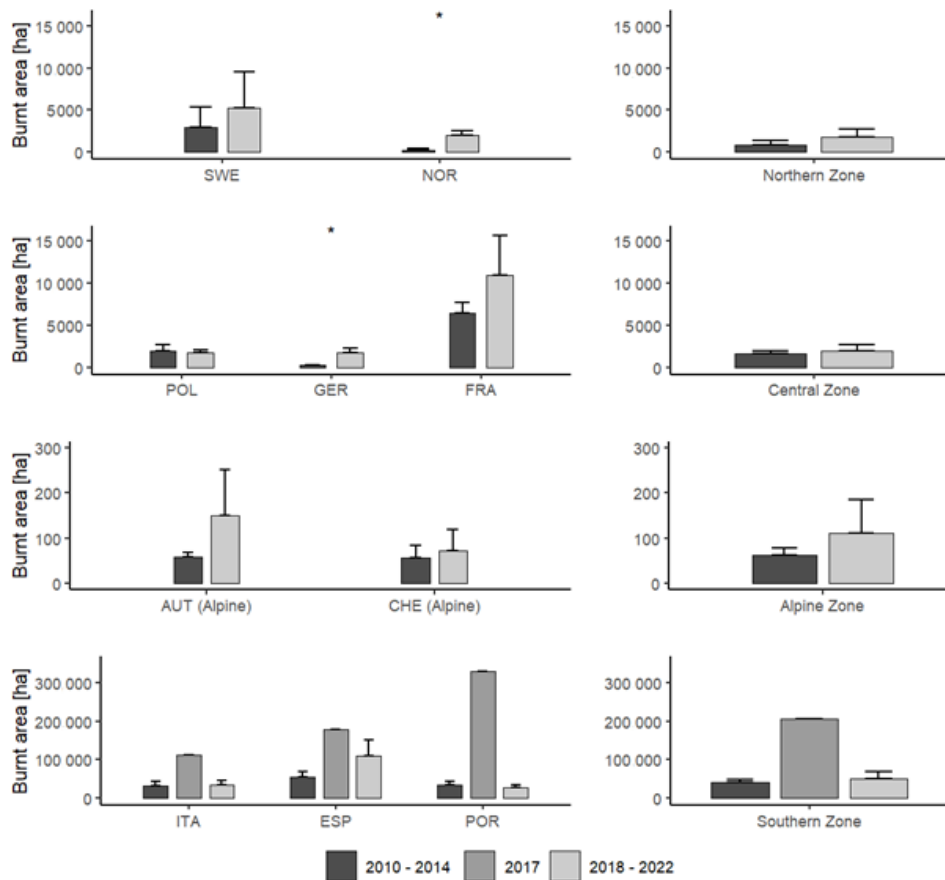 Burnt area [ha]
15 000
10 000
5000
0
*
SWE
NOR
15 000
10 000
5000
0
Northern Zone
Burnt area [ha]
15 000
10 000
5000
0
*
POL
GER
FRA
15 000
10 000
5000
0
Central Zone
Burnt area [ha]
300
200
100
0
AUT (Alpine)
CHE (Alpine)
300
200
100
0
Alpine Zone
Burnt area [ha]
300 000
200 000
100 000
0
ITA
ESP
POR
300 000
200 000
100 000
0
Southern Zone
2010 - 2014
2017
2018 - 2022